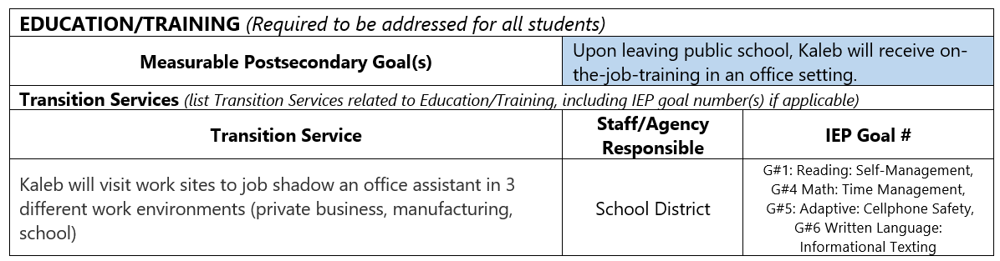 EDUCATION/TRAINING (Required to be addressed for all students)
Measurable Postsecondary Goal(s)
Upon leaving public school, Kaleb will receive on-
the-job-training in an office setting.
Transition Services (list Transition Services related to Education/Training, including IEP goal number(s) if applicable)
Transition Service
Staff/Agency
Responsible
IEP Goal #
Kaleb will visit work sites to job shadow an office assistant in 3
different work environments (private business, manufacturing,
school)
School District
G#1: Reading: Self-Management,
G#4 Math: Time Management,
G#5: Adaptive: Cellphone Safety,
G#6 Written Language:
Informational Texting